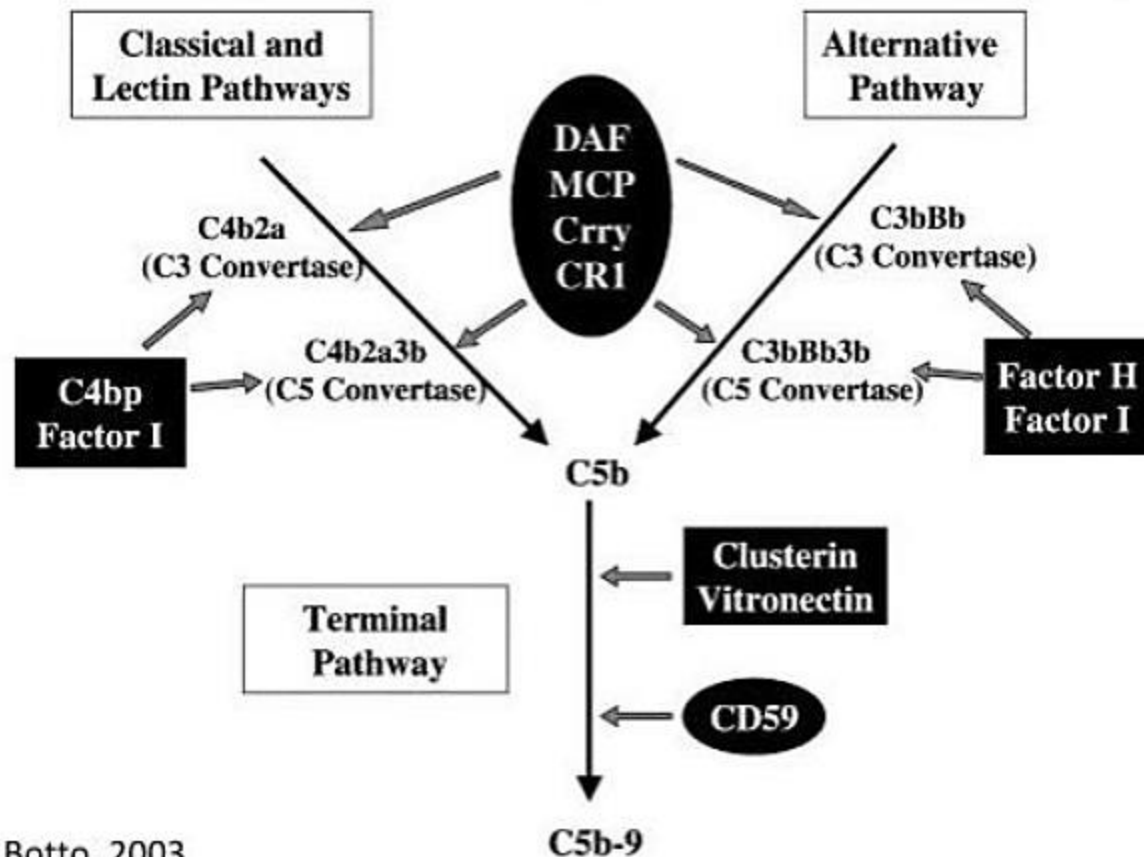 Classical and
Lectin Pathways
Alternative
Pathway
DAF
MCP
Crry
CR1
C4b2a
(C3 Convertase)
C3bBb
(C3 Convertase)
C4b2a3b
(C5 Convertase)
C3bBb3b
(C5 Convertase)
C4bp
Factor I
Factor H
Factor I
C5b
Clusterin
Vitronectin
Terminal
Pathway
CD59
C5b-9
Botto, 2003